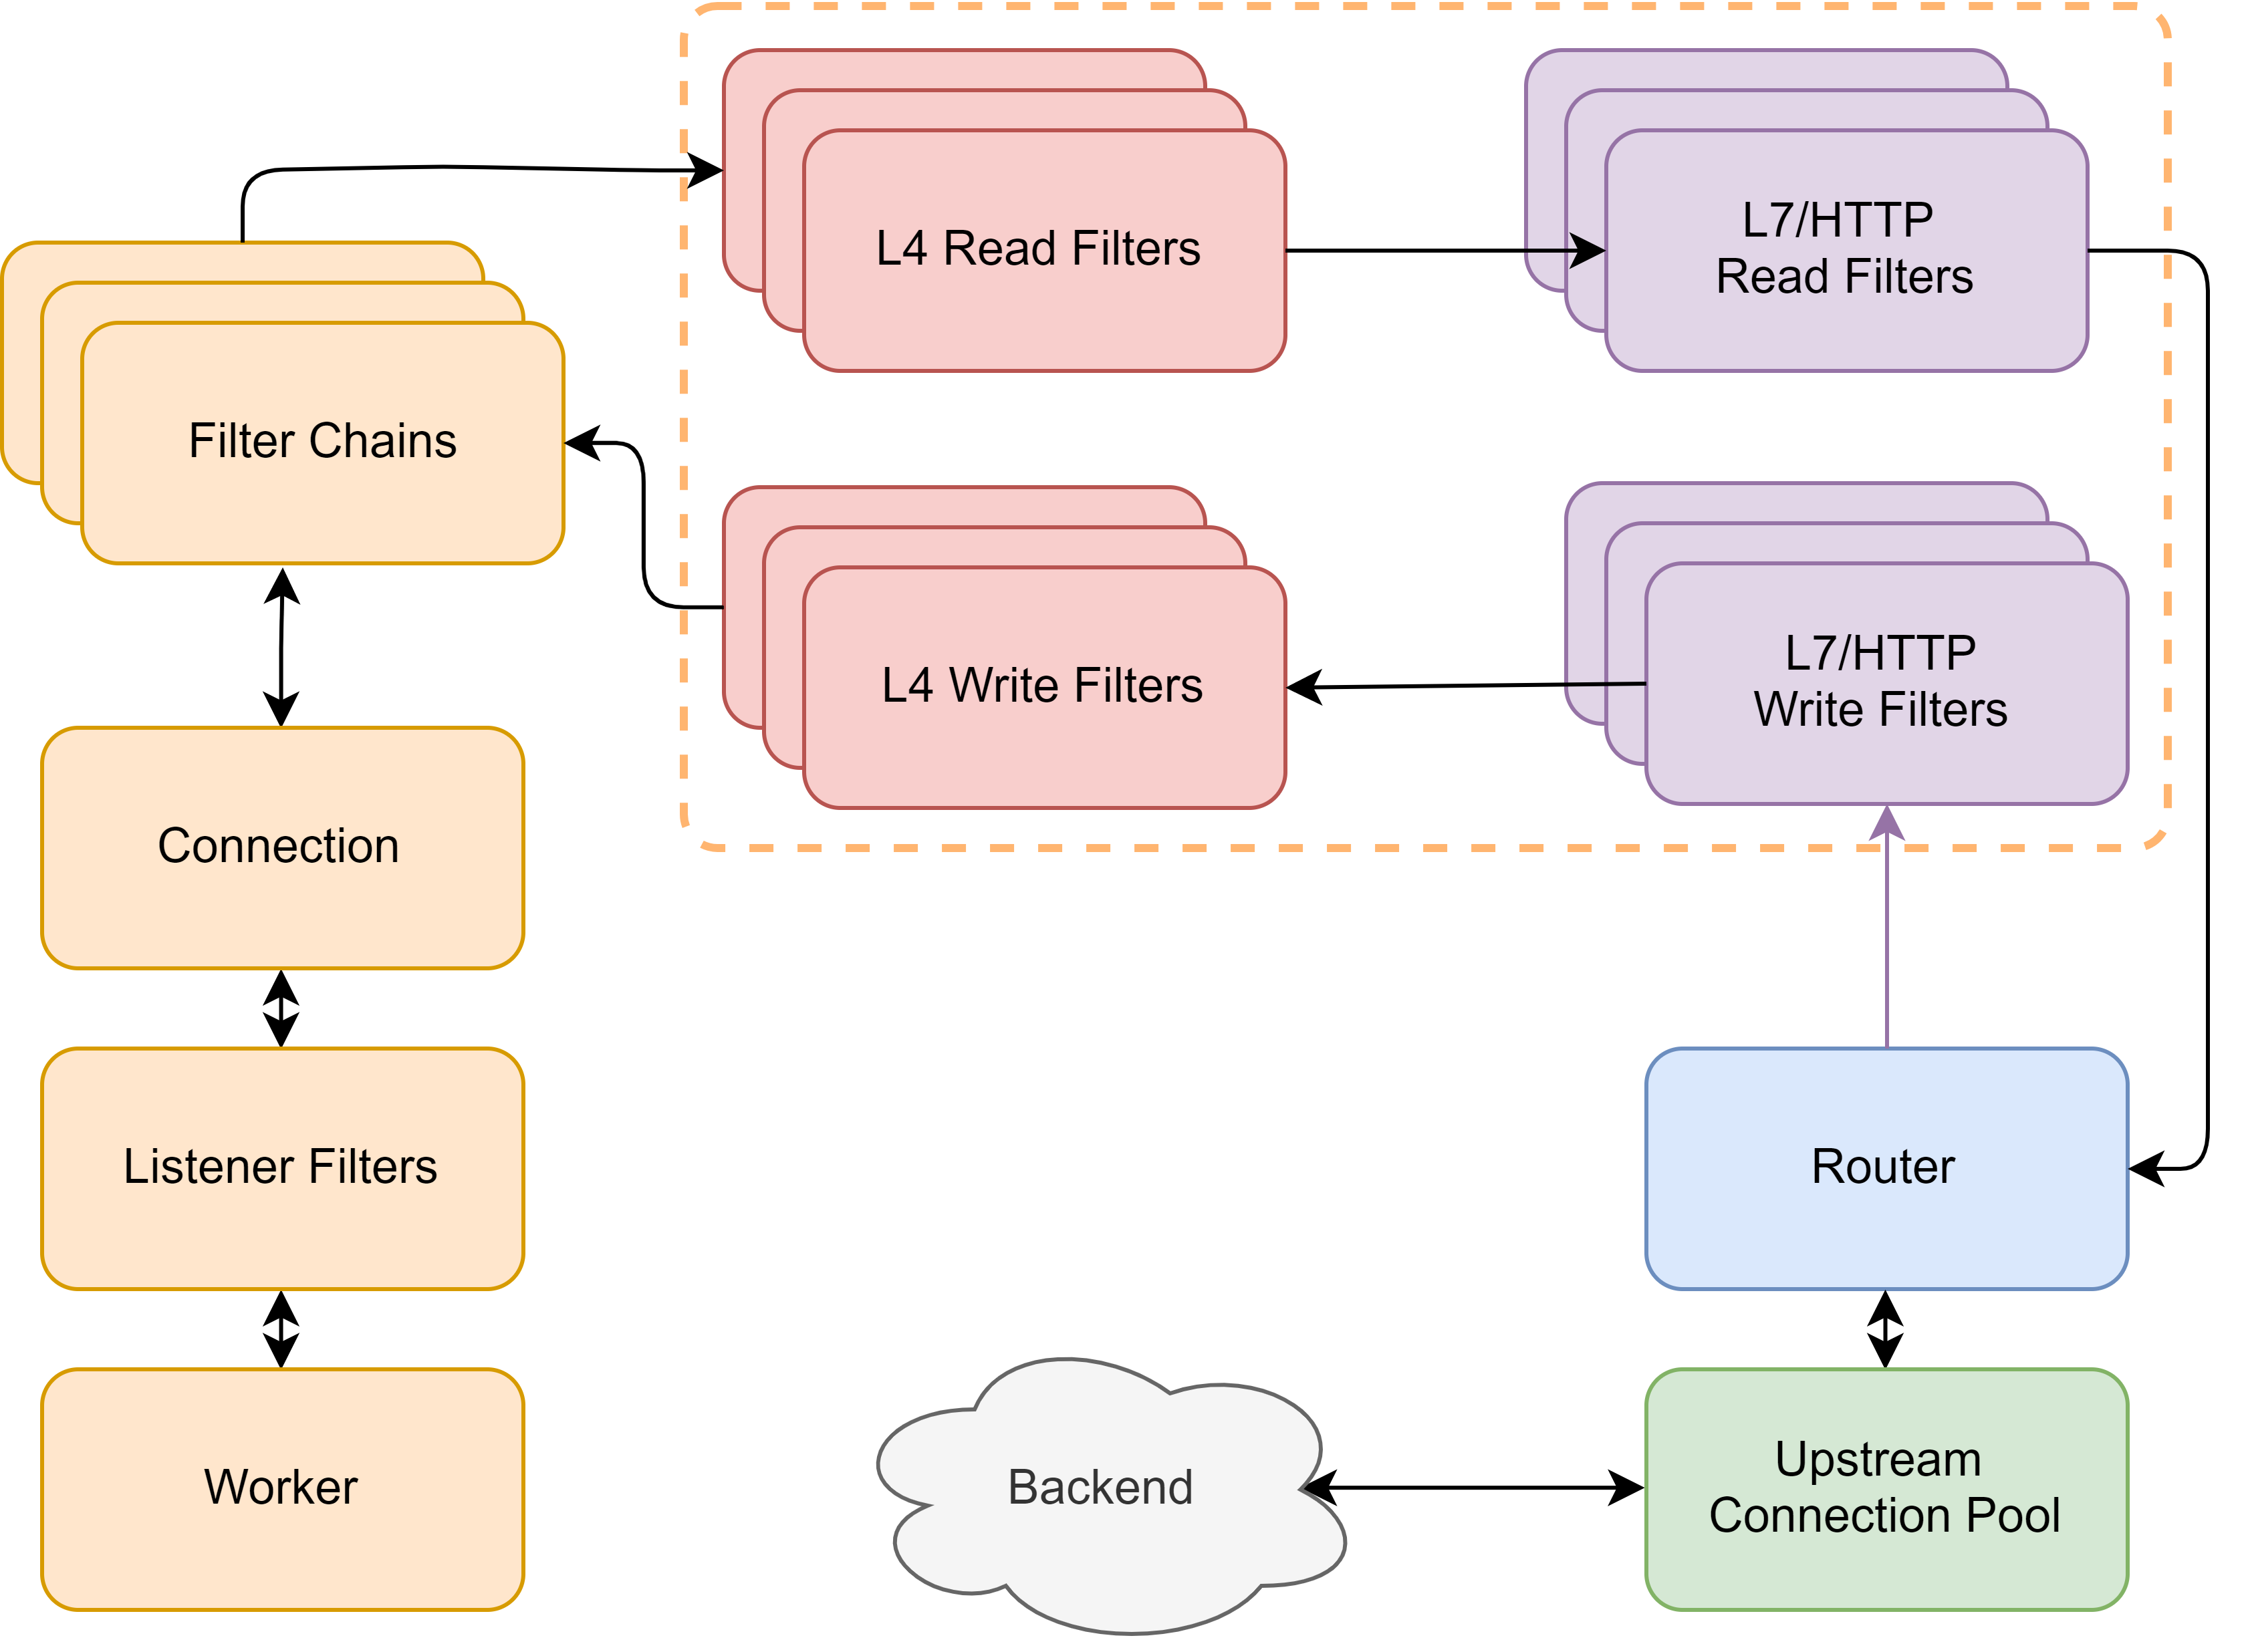 L4 Read Filters
L7/HTTP
Read Filters
Filter Chains
L4 Write Filters
L7/HTTP
Write Filters
Connection
Listener Filters
Router
Worker
Backend
Upstream
Connection Pool